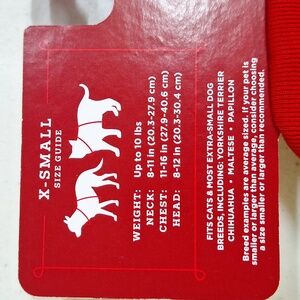 X-SMALL
SIZE GUIDE
WEIGHT: Up to 10 lbs
NECK: 8-11 in (20.3-27.9 cm)
CHEST: 11-16 in (27.9-40.6 cm)
HEAD: 8-12 in (20.3-30.4 cm)
FITS CATS & MOST EXTRA-SMALL DOG
BREEDS, INCLUDING: YORKSHIRE TERRIER
CHIHUAHUA • MALTESE • PAPILLON
Breed examples are average sized. If your pet is
smaller or larger than average, consider choosing
a size smaller or larger than recommended.